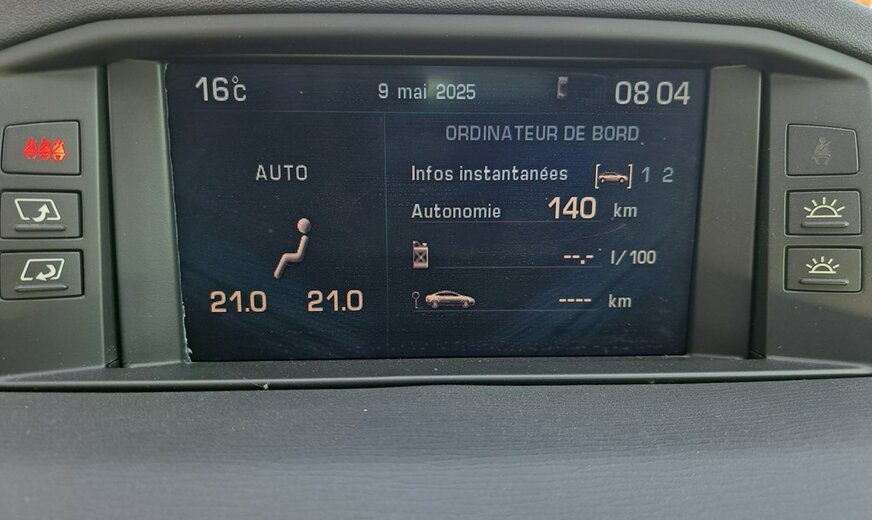 16°C 9 mai 2025 08 04
ORDINATEUR DE BORD
AUTO
Infos instantanées 1 2
Autonomie 140 km
--.- l/100
---- km
21.0 21.0